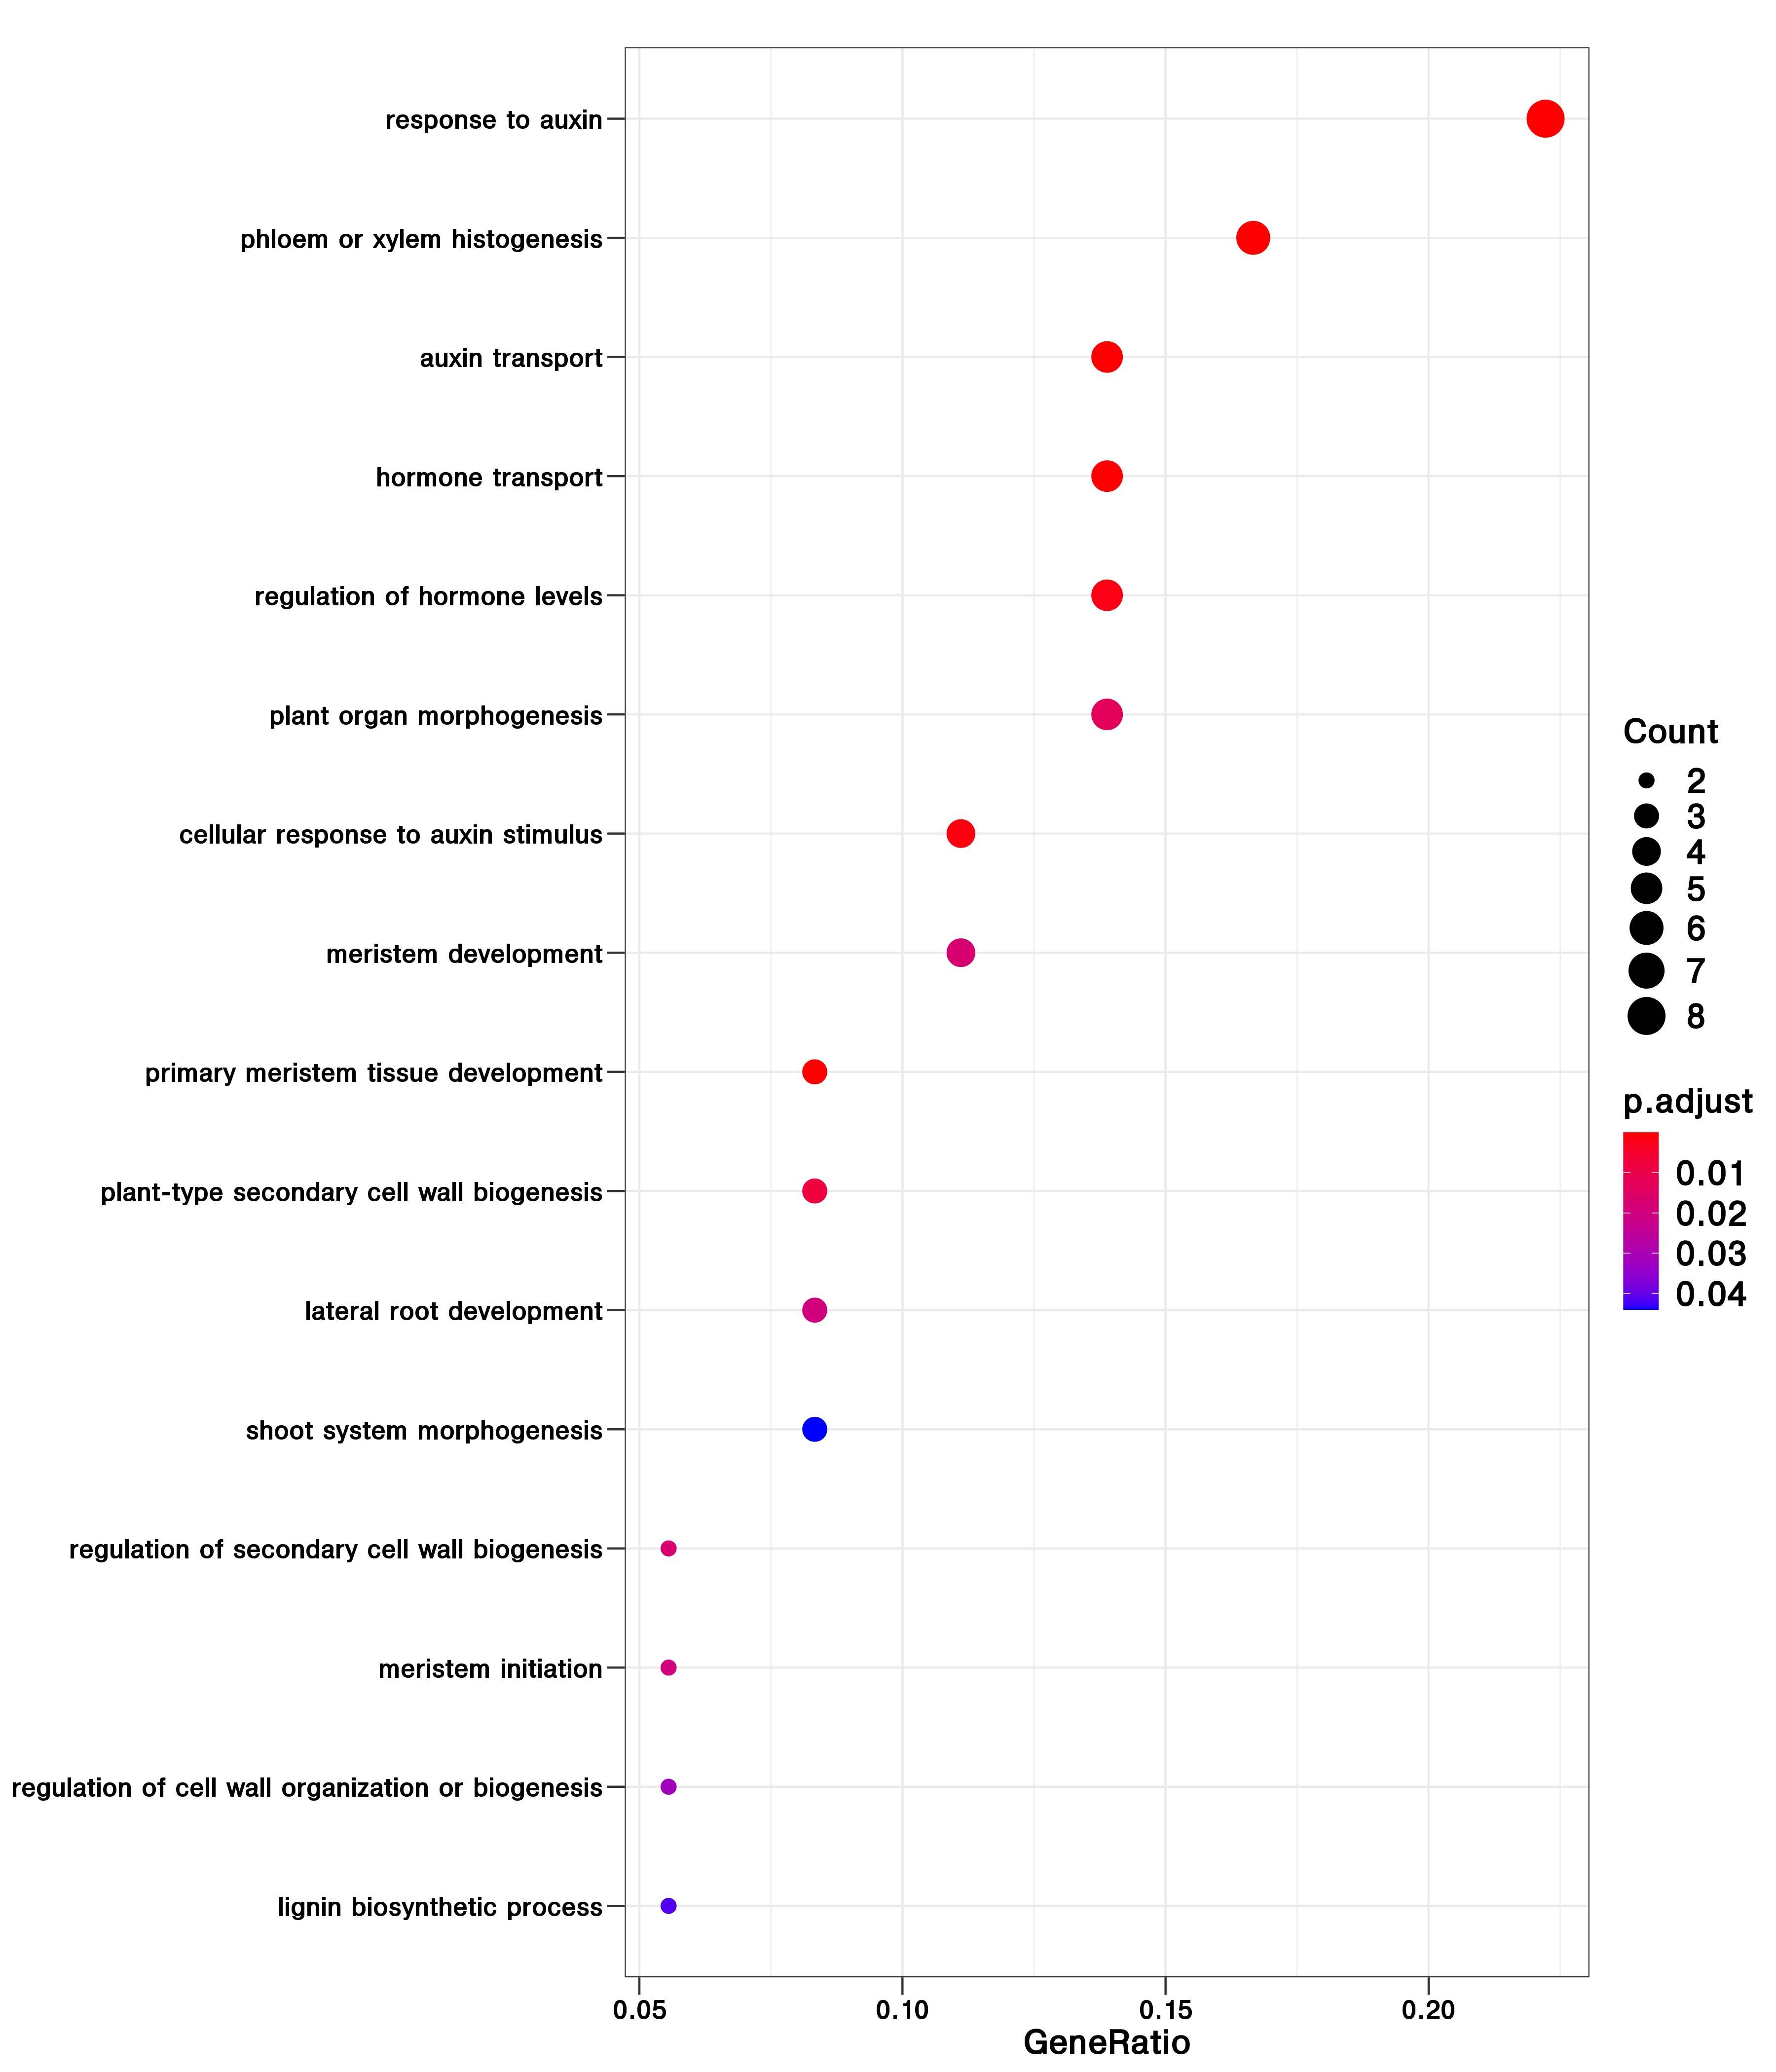 response to auxin
phloem or xylem histogenesis
auxin transport
hormone transport
regulation of hormone levels
plant organ morphogenesis
cellular response to auxin stimulus
meristem development
primary meristem tissue development
plant-type secondary cell wall biogenesis
lateral root development
shoot system morphogenesis
regulation of secondary cell wall biogenesis
meristem initiation
regulation of cell wall organization or biogenesis
lignin biosynthetic process
0.05 0.10 0.15 0.20
GeneRatio
Count
2
3
4
5
6
7
8
p.adjust
0.01
0.02
0.03
0.04